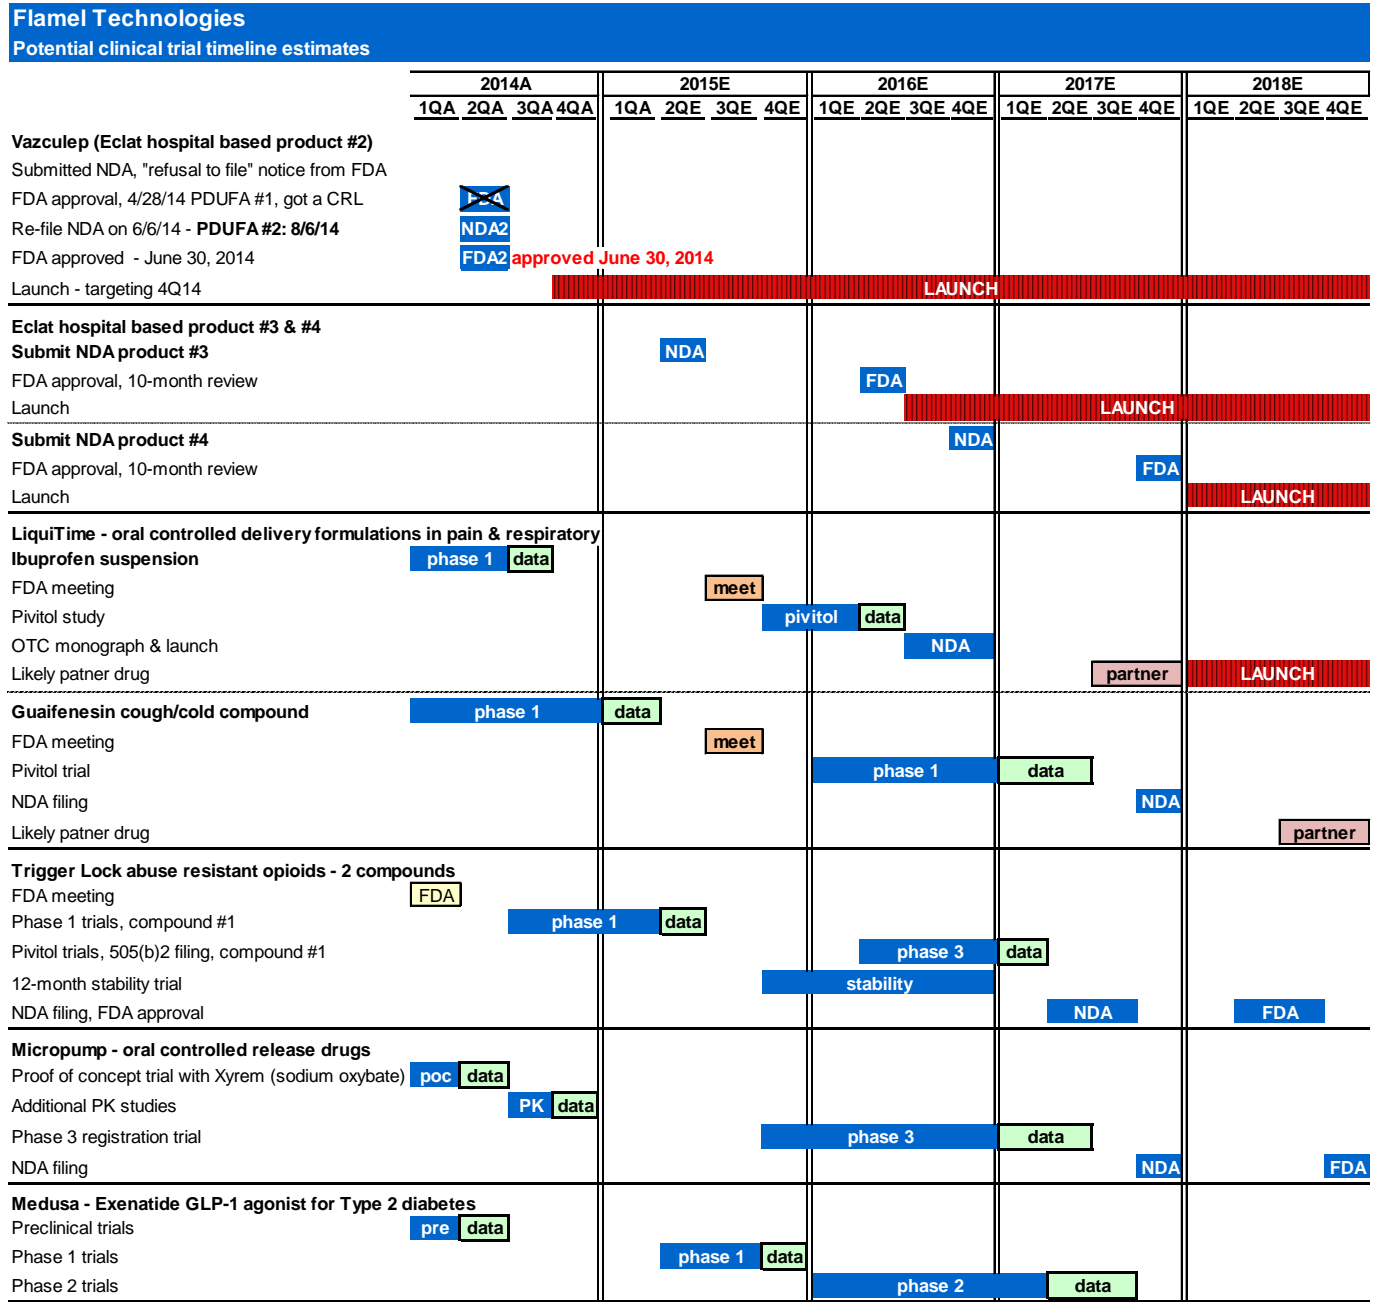 Flamel Technologies
Potential clinical trial timeline estimates
2014A 2015E 2016E 2017E 2018E
1QA 2QA 3QA 4QA 1QA 2QE 3QE 4QE 1QE 2QE 3QE 4QE 1QE 2QE 3QE 4QE 1QE 2QE 3QE 4QE
Vazculep (Eclat hospital based product #2)
Submitted NDA, "refusal to file" notice from FDA
FDA approval, 4/28/14 PDUFA #1, got a CRL FDA
Re-file NDA on 6/6/14 - PDUFA #2: 8/6/14 NDA2
FDA approved - June 30, 2014 FDA2 approved June 30, 2014
Launch - targeting 4Q14 LAUNCH
Eclat hospital based product #3 & #4
Submit NDA product #3 NDA
FDA approval, 10-month review FDA
Launch LAUNCH
Submit NDA product #4 NDA
FDA approval, 10-month review FDA
Launch LAUNCH
LiquiTime - oral controlled delivery formulations in pain & respiratory
Ibuprofen suspension phase 1 data
FDA meeting meet
Pivitol study pivitol data
OTC monograph & launch NDA
Likely patner drug partner LAUNCH
Guaifenesin cough/cold compound phase 1 data
FDA meeting meet
Pivitol trial phase 1 data
NDA filing NDA
Likely patner drug partner
Trigger Lock abuse resistant opioids - 2 compounds
FDA meeting FDA
Phase 1 trials, compound #1 phase 1 data
Pivitol trials, 505(b)2 filing, compound #1 phase 3 data
12-month stability trial stability
NDA filing, FDA approval NDA FDA
Micropump - oral controlled release drugs
Proof of concept trial with Xyrem (sodium oxybate) poc data
Additional PK studies PK data
Phase 3 registration trial phase 3 data
NDA filing NDA FDA
Medusa - Exenatide GLP-1 agonist for Type 2 diabetes
Preclinical trials pre data
Phase 1 trials phase 1 data
Phase 2 trials phase 2 data